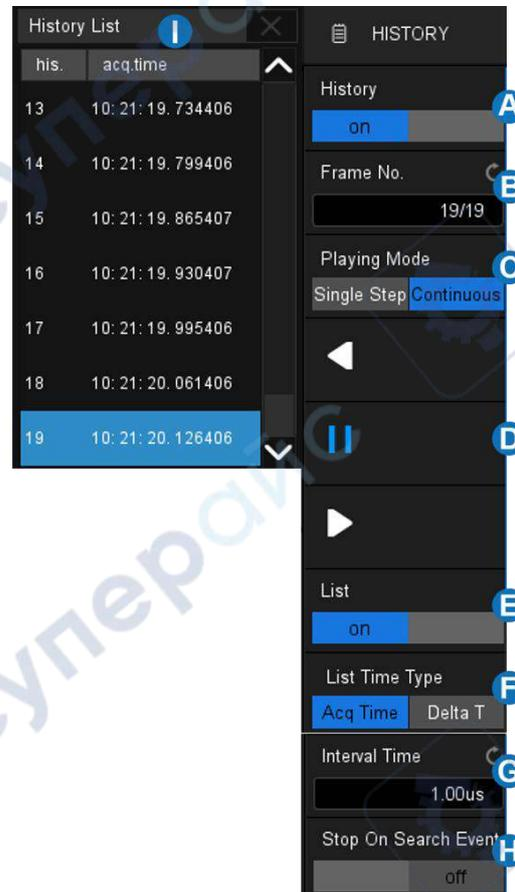 History List
I
his. acq.time
13 10: 21: 19. 734406
14 10: 21: 19. 799406
15 10: 21: 19. 865407
16 10: 21: 19. 930407
17 10: 21: 19. 995406
18 10: 21: 20. 061406
19 10: 21: 20. 126406
HISTORY
History
A
on
Frame No.
B
19/19
Playing Mode
C
Single Step Continuous
D
List
E
on
List Time Type
F
Acq Time Delta T
Interval Time
G
1.00us
Stop On Search Event
H
off
суперайс